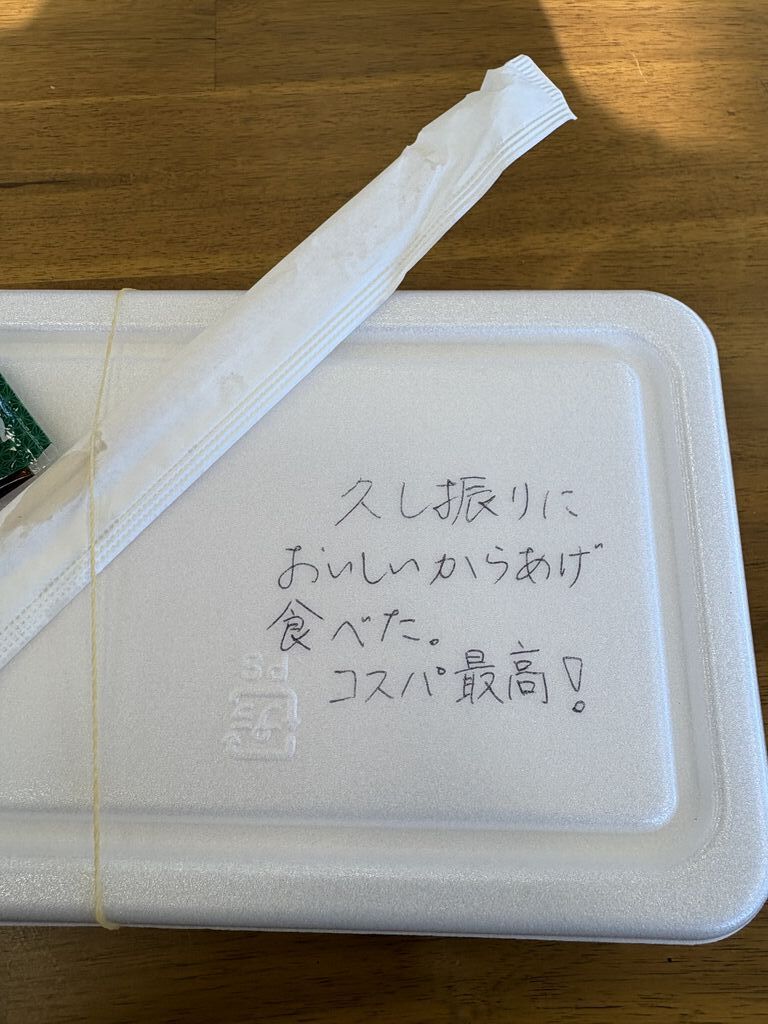 久し振りに
おいしいからあげ
食べた。
コスパ最高!
PS